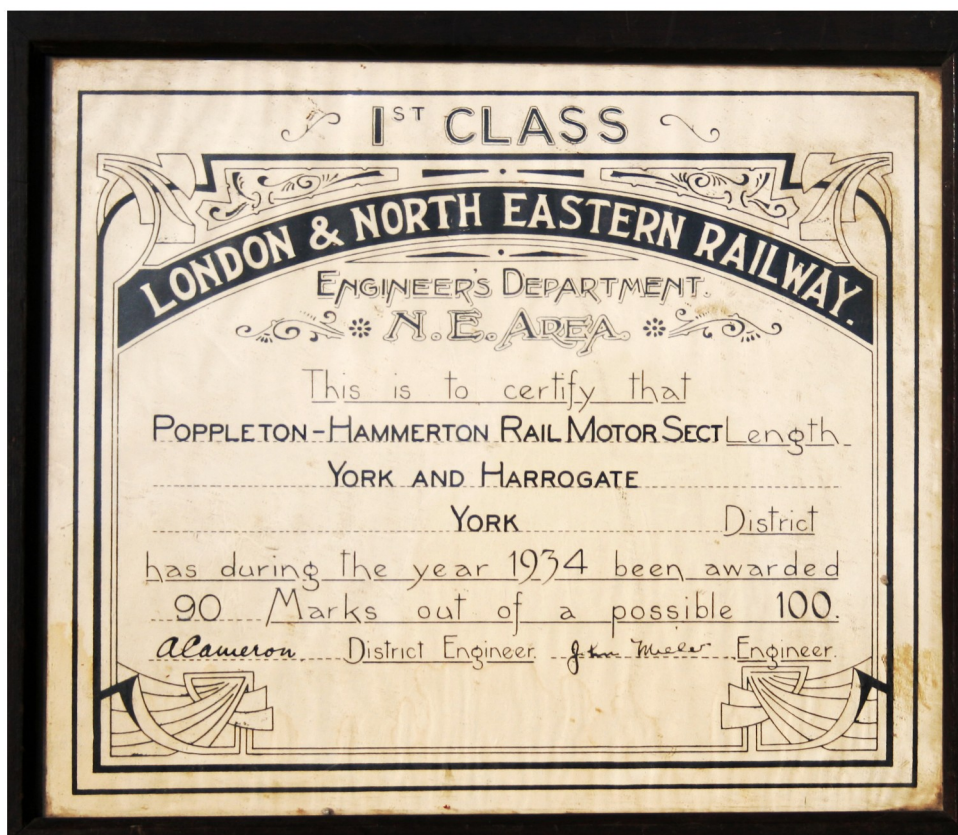 1ST CLASS
LONDON & NORTH EASTERN RAILWAY.
ENGINEER'S DEPARTMENT.
N.E. AREA.
This is to certify that
POPPLETON-HAMMERTON RAIL MOTOR SECT Length
YORK AND HARROGATE
YORK District
has during the year 1934 been awarded
90 Marks out of a possible 100.
A Cameron District Engineer. John Miller Engineer.